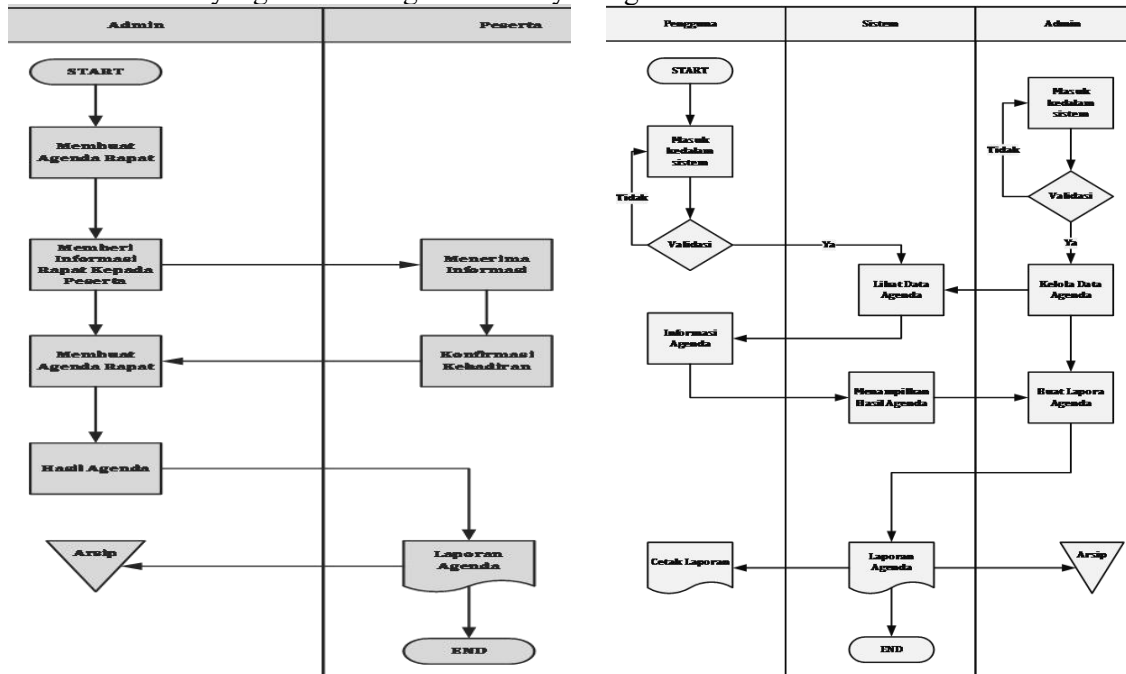 Admin
Peserta
START
Membuat
Agenda Rapat
Memberi
Informasi
Rapat Kepada
Peserta
Menerima
Informasi
Membuat
Agenda Rapat
Konfirmasi
Kehadiran
Hasil Agenda
Arsip
Laporan
Agenda
END
Pengguna
Sistem
Admin
START
Masuk
kedalam
sistem
Masuk
kedalam
sistem
Tidak
Tidak
Validasi
Validasi
Ya
Ya
Lihat Data
Agenda
Kelola Data
Agenda
Informasi
Agenda
Menampilkan
Hasil Agenda
Buat Lapora
Agenda
Cetak Laporan
Laporan
Agenda
Arsip
END